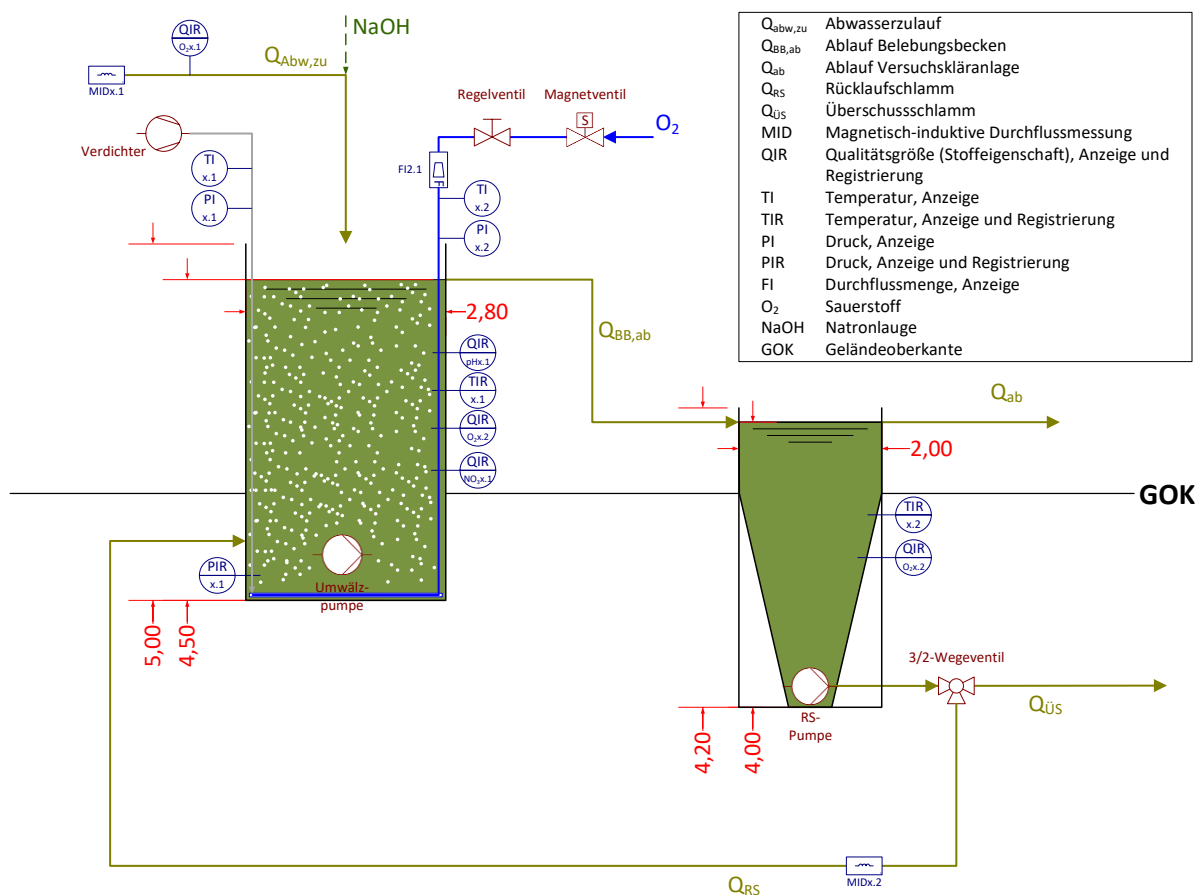 QIR
O₂x.1
NaOH
Q_Abw,zu
MIDx.1
Verdichter
TI
x.1
PI
x.1
Regelventil
Magnetventil
S
O₂
FI2.1
F
TI
x.2
PI
x.2
2,80
Q_BB,ab
QIR
pHx.1
TIR
x.1
QIR
O₂x.2
QIR
NO₃x.1
PIR
x.1
Umwälz-
pumpe
5,00
4,50
Q_abw,zu Abwasserzulauf
Q_BB,ab Ablauf Belebungsbecken
Q_ab Ablauf Versuchskläranlage
Q_RS Rücklaufschlamm
Q_ÜS Überschussschlamm
MID Magnetisch-induktive Durchflussmessung
QIR Qualitätsgröße (Stoffeigenschaft), Anzeige und
Registrierung
TI Temperatur, Anzeige
TIR Temperatur, Anzeige und Registrierung
PI Druck, Anzeige
PIR Druck, Anzeige und Registrierung
FI Durchflussmenge, Anzeige
O₂ Sauerstoff
NaOH Natronlauge
GOK Geländeoberkante
Q_ab
2,00
GOK
TIR
x.2
QIR
O₂x.2
3/2-Wegeventil
Q_ÜS
RS-
Pumpe
4,20
4,00
Q_RS
MIDx.2